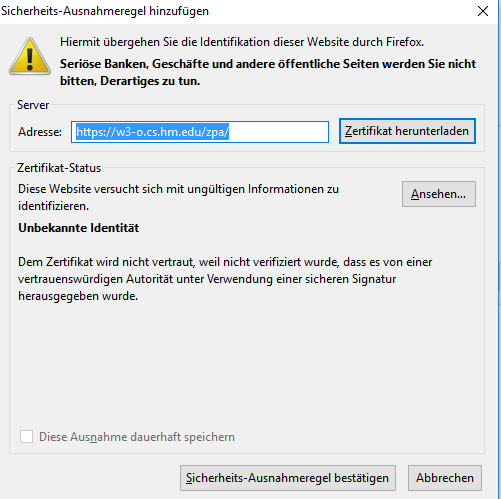 Sicherheits-Ausnahmeregel hinzufügen
Hiermit übergehen Sie die Identifikation dieser Website durch Firefox.
Seriöse Banken, Geschäfte und andere öffentliche Seiten werden Sie nicht
bitten, Derartiges zu tun.
Server
Adresse: https://w3-o.cs.hm.edu/zpa/ Zertifikat herunterladen
Zertifikat-Status
Diese Website versucht sich mit ungültigen Informationen zu
identifizieren.
Ansehen...
Unbekannte Identität
Dem Zertifikat wird nicht vertraut, weil nicht verifiziert wurde, dass es von einer
vertrauenswürdigen Autorität unter Verwendung einer sicheren Signatur
herausgegeben wurde.
Diese Ausnahme dauerhaft speichern
Sicherheits-Ausnahmeregel bestätigen Abbrechen